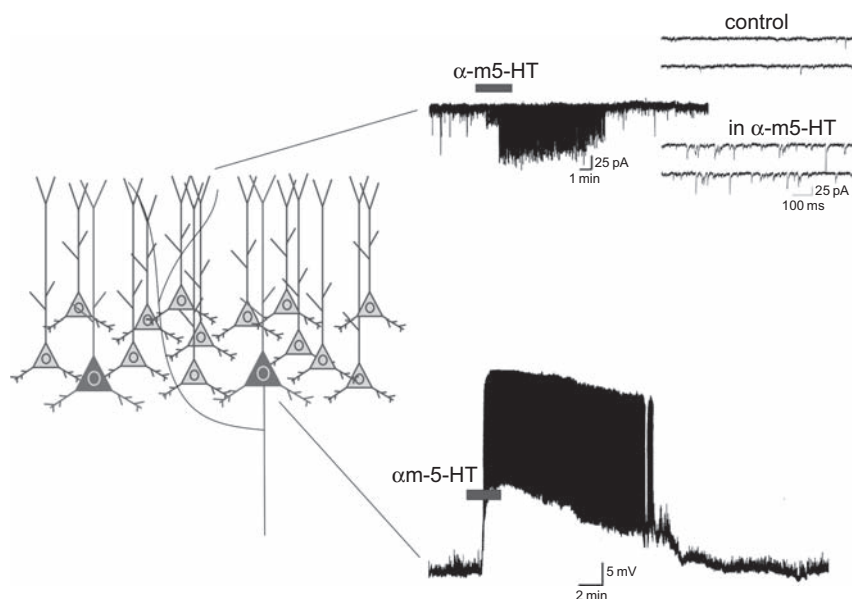 control
α-m5-HT
in α-m5-HT
25 pA
1 min
25 pA
100 ms
αm-5-HT
5 mV
2 min